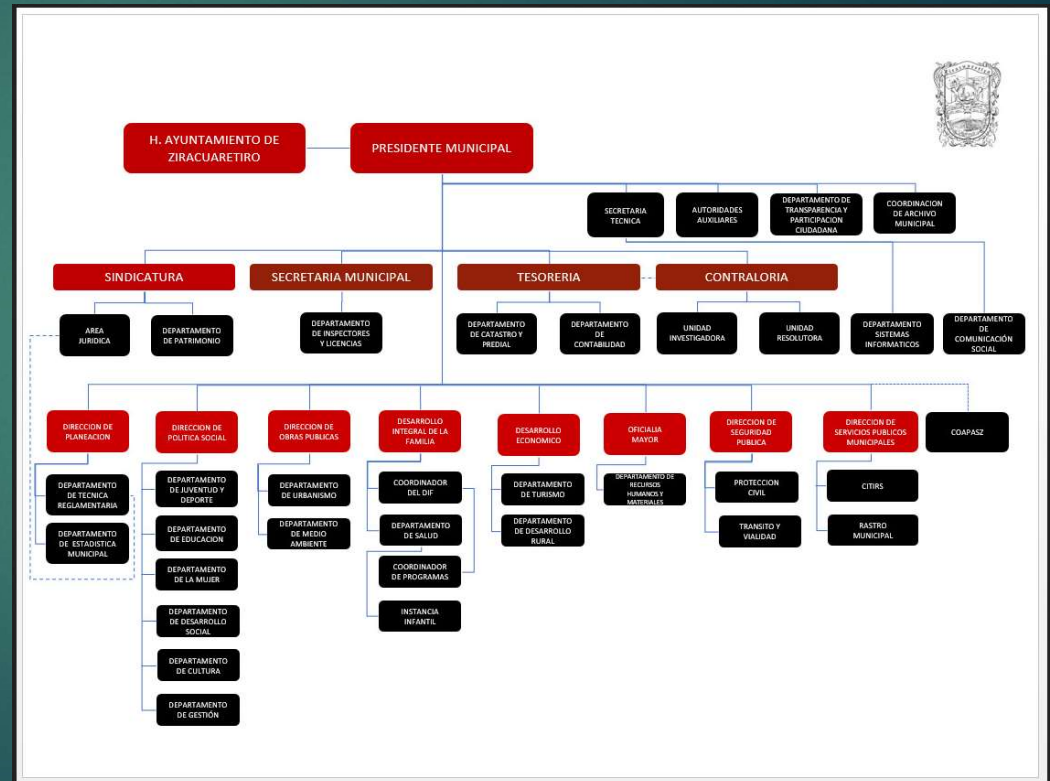 H. AYUNTAMIENTO DE
ZIRACUARETIRO
PRESIDENTE MUNICIPAL
SECRETARIA
TECNICA
AUTORIDADES
AUXILIARES
DEPARTAMENTO DE
TRANSPARENCIA Y
PARTICIPACION
CIUDADANA
COORDINACION
DE ARCHIVO
MUNICIPAL
SINDICATURA
SECRETARIA MUNICIPAL
TESORERIA
CONTRALORIA
AREA
JURIDICA
DEPARTAMENTO
DE PATRIMONIO
DEPARTAMENTO
DE INSPECTORES
Y LICENCIAS
DEPARTAMENTO
DE CATASTRO Y
PREDIAL
DEPARTAMENTO
DE
CONTABILIDAD
UNIDAD
INVESTIGADORA
UNIDAD
RESOLUTORA
DEPARTAMENTO
SISTEMAS
INFORMATICOS
DEPARTAMENTO
DE
COMUNICACIÓN
SOCIAL
DIRECCION DE
PLANEACION
DIRECCION DE
POLITICA SOCIAL
DIRECCION DE
OBRAS PUBLICAS
DESARROLLO
INTEGRAL DE LA
FAMILIA
DESARROLLO
ECONOMICO
OFICIALIA
MAYOR
DIRECCION DE
SEGURIDAD
PUBLICA
DIRECCION DE
SERVICIOS PUBLICOS
MUNICIPALES
COAPASZ
DEPARTAMENTO
DE TECNICA
REGLAMENTARIA
DEPARTAMENTO
DE ESTADISTICA
MUNICIPAL
DEPARTAMENTO
DE JUVENTUD Y
DEPORTE
DEPARTAMENTO
DE EDUCACION
DEPARTAMENTO
DE LA MUJER
DEPARTAMENTO
DE DESARROLLO
SOCIAL
DEPARTAMENTO
DE CULTURA
DEPARTAMENTO
DE GESTIÓN
DEPARTAMENTO
DE URBANISMO
DEPARTAMENTO
DE MEDIO
AMBIENTE
COORDINADOR
DEL DIF
DEPARTAMENTO
DE SALUD
COORDINADOR
DE PROGRAMAS
INSTANCIA
INFANTIL
DEPARTAMENTO
DE TURISMO
DEPARTAMENTO
DE DESARROLLO
RURAL
DEPARTAMENTO DE
RECURSOS
HUMANOS Y
MATERIALES
PROTECCION
CIVIL
TRANSITO Y
VIALIDAD
CITIRS
RASTRO
MUNICIPAL